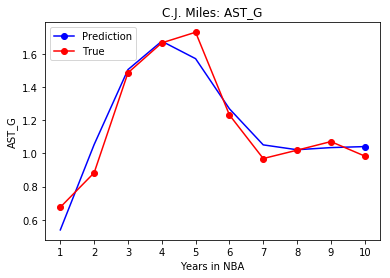 C.J. Miles: AST_G
Prediction
True
AST_G
1.6
1.4
1.2
1.0
0.8
0.6
1 2 3 4 5 6 7 8 9 10
Years in NBA